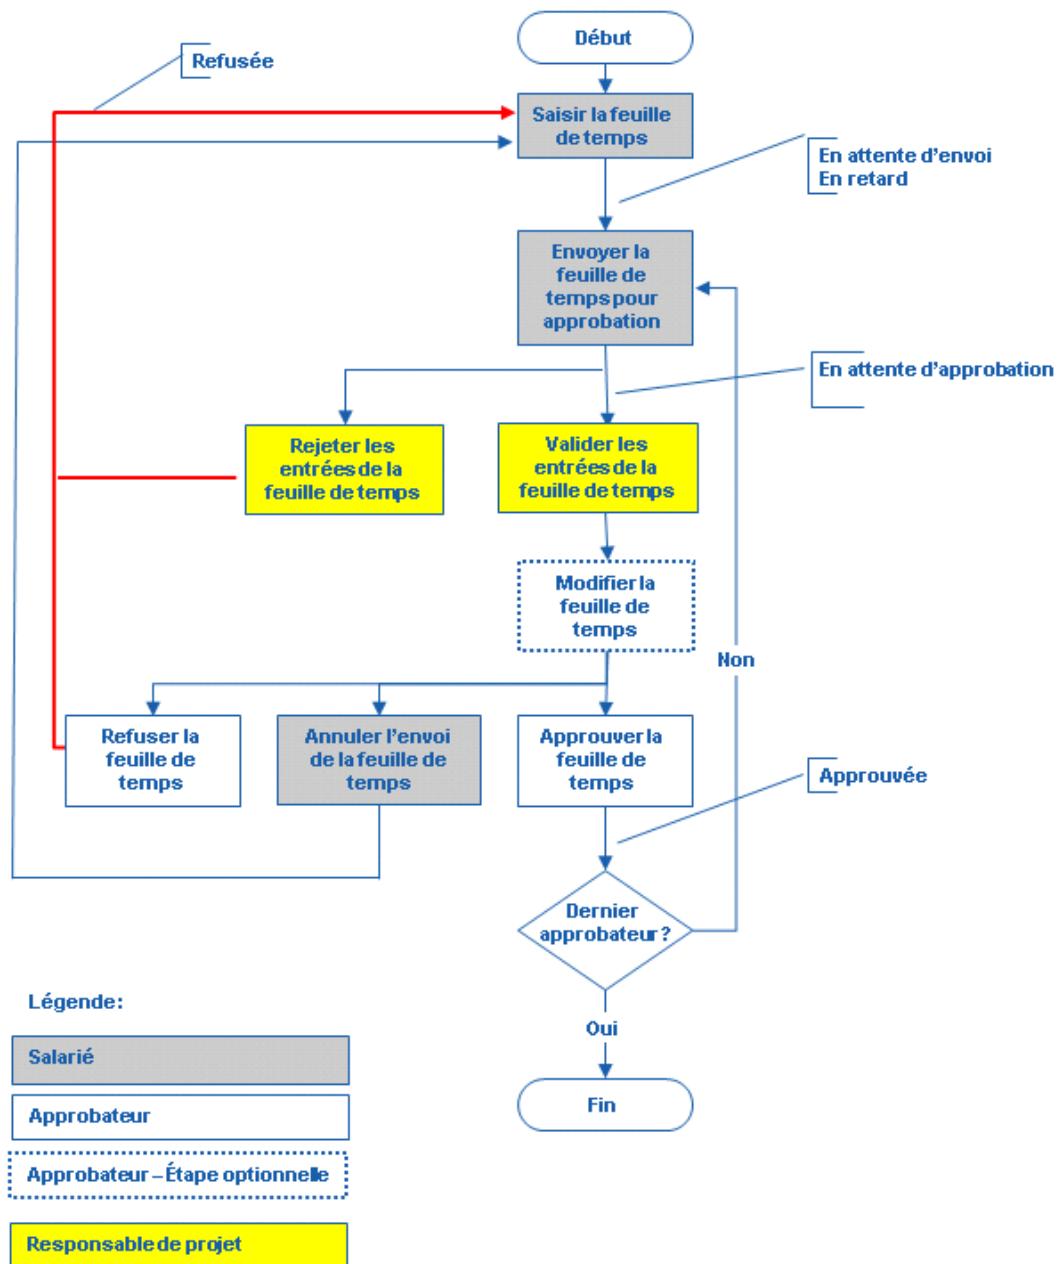 Début
Refusée
Saisir la feuille
de temps
En attente d'envoi
En retard
Envoyer la
feuille de
temps pour
approbation
En attente d'approbation
Rejeter les
entrées de la
feuille de temps
Valider les
entrées de la
feuille de temps
Modifier la
feuille de
temps
Non
Refuser la
feuille de
temps
Annuler l'envoi
de la feuille de
temps
Approuver la
feuille de
temps
Approuvée
Dernier
approbateur ?
Oui
Fin
Légende:
Salarié
Approbateur
Approbateur – Étape optionnelle
Responsable de projet